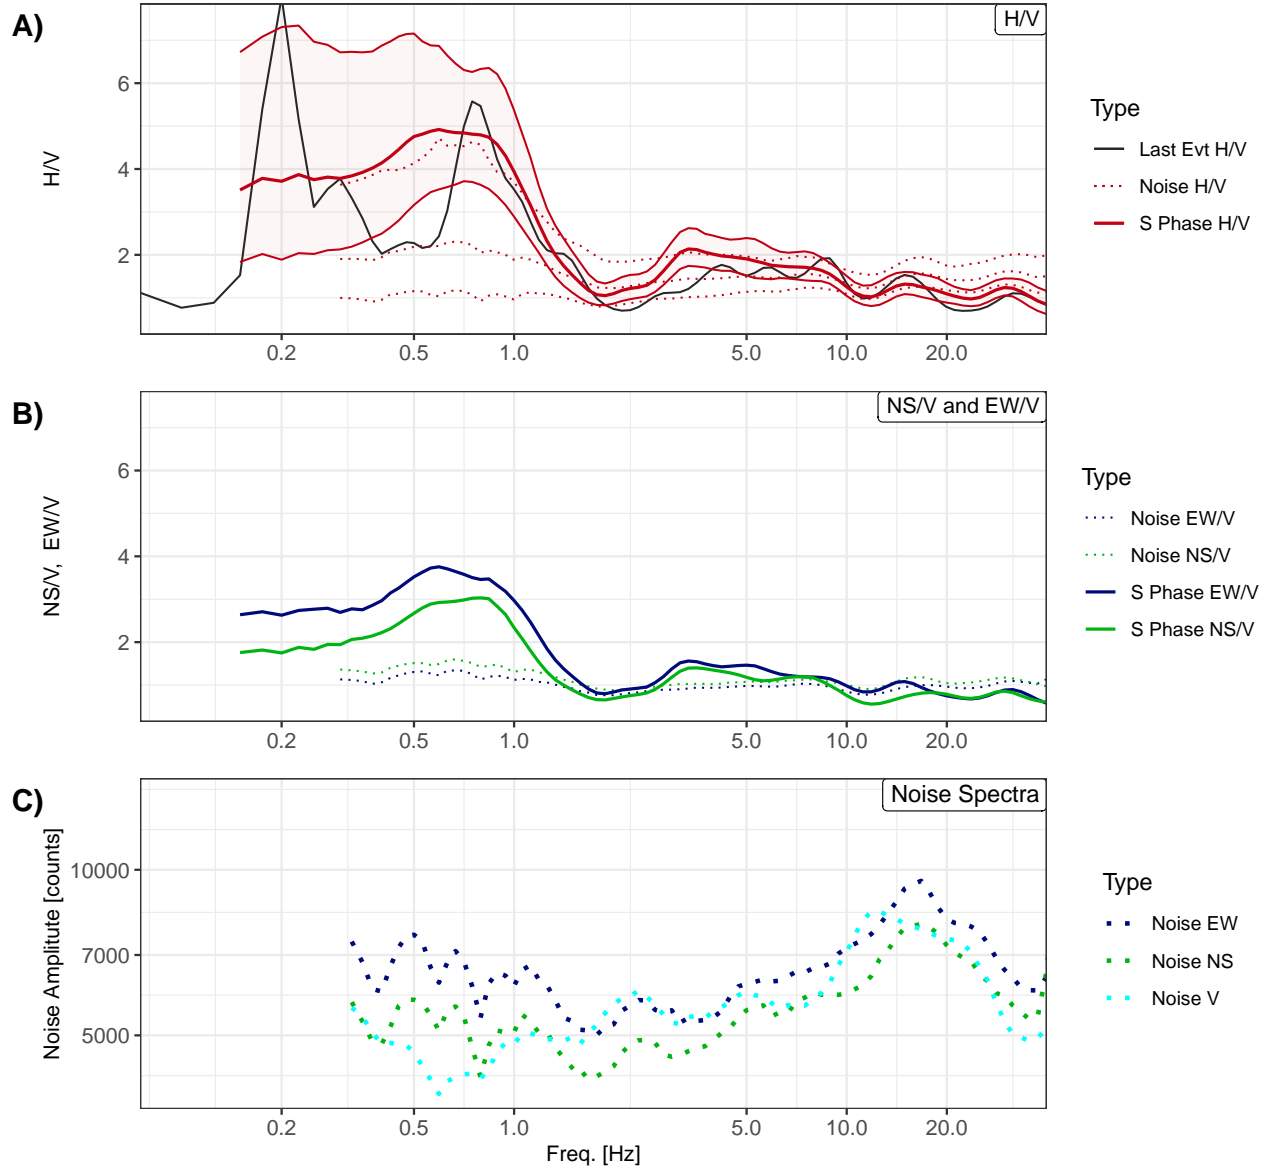 A)
H/V
H/V
6
4
2
0.2 0.5 1.0 5.0 10.0 20.0
Type
Last Evt H/V
Noise H/V
S Phase H/V
B)
NS/V and EW/V
NS/V, EW/V
6
4
2
0.2 0.5 1.0 5.0 10.0 20.0
Type
Noise EW/V
Noise NS/V
S Phase EW/V
S Phase NS/V
C)
Noise Spectra
Noise Amplitute [counts]
10000
7000
5000
0.2 0.5 1.0 5.0 10.0 20.0
Freq. [Hz]
Type
Noise EW
Noise NS
Noise V